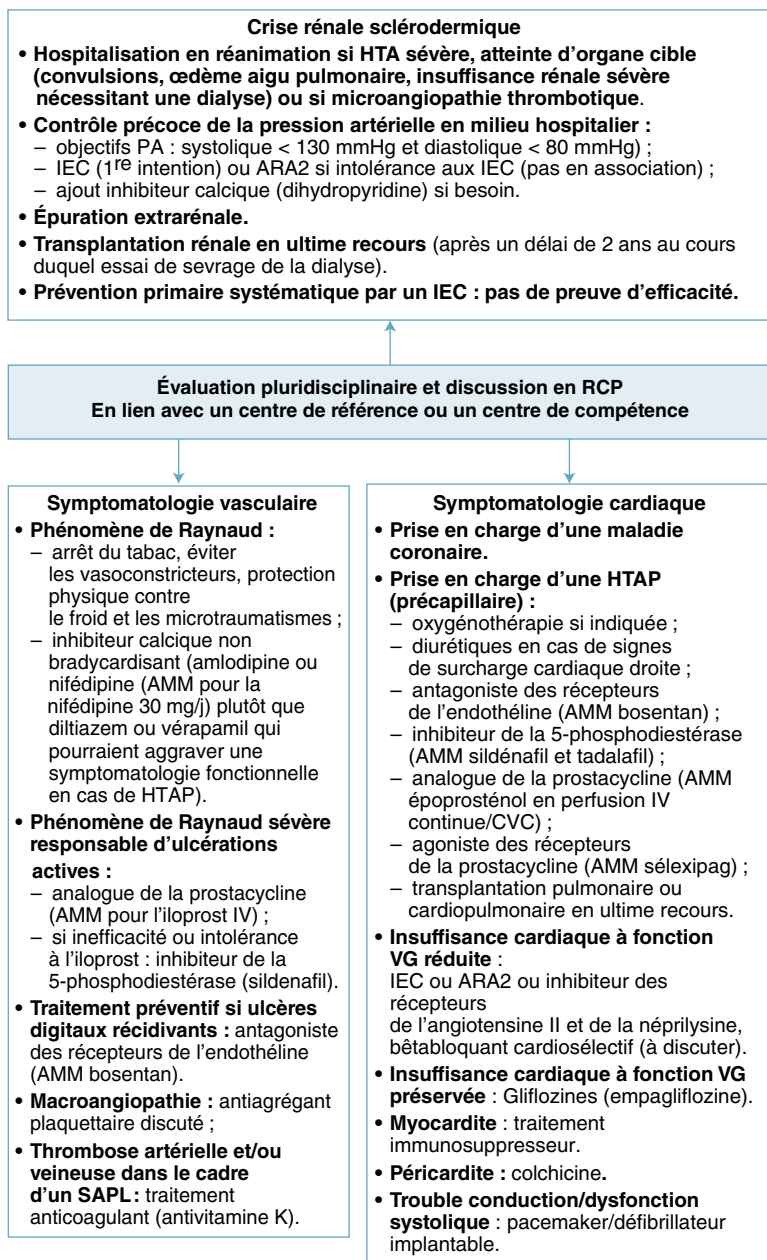 Crise rénale sclérodermique
• Hospitalisation en réanimation si HTA sévère, atteinte d'organe cible
(convulsions, œdème aigu pulmonaire, insuffisance rénale sévère
nécessitant une dialyse) ou si microangiopathie thrombotique.
• Contrôle précoce de la pression artérielle en milieu hospitalier :
– objectifs PA : systolique < 130 mmHg et diastolique < 80 mmHg) ;
– IEC (1re intention) ou ARA2 si intolérance aux IEC (pas en association) ;
– ajout inhibiteur calcique (dihydropyridine) si besoin.
• Épuration extrarénale.
• Transplantation rénale en ultime recours (après un délai de 2 ans au cours
duquel essai de sevrage de la dialyse).
• Prévention primaire systématique par un IEC : pas de preuve d'efficacité.
Évaluation pluridisciplinaire et discussion en RCP
En lien avec un centre de référence ou un centre de compétence
Symptomatologie vasculaire
• Phénomène de Raynaud :
– arrêt du tabac, éviter
les vasoconstricteurs, protection
physique contre
le froid et les microtraumatismes ;
– inhibiteur calcique non
bradycardisant (amlodipine ou
nifédipine (AMM pour la
nifédipine 30 mg/j) plutôt que
diltiazem ou vérapamil qui
pourraient aggraver une
symptomatologie fonctionnelle
en cas de HTAP).
• Phénomène de Raynaud sévère
responsable d'ulcérations
actives :
– analogue de la prostacycline
(AMM pour l'iloprost IV) ;
– si inefficacité ou intolérance
à l'iloprost : inhibiteur de la
5-phosphodiestérase (sildenafil).
• Traitement préventif si ulcères
digitaux récidivants : antagoniste
des récepteurs de l'endothéline
(AMM bosentan).
• Macroangiopathie : antiagrégant
plaquettaire discuté ;
• Thrombose artérielle et/ou
veineuse dans le cadre
d'un SAPL : traitement
anticoagulant (antivitamine K).
Symptomatologie cardiaque
• Prise en charge d'une maladie
coronaire.
• Prise en charge d'une HTAP
(précapillaire) :
– oxygénothérapie si indiquée ;
– diurétiques en cas de signes
de surcharge cardiaque droite ;
– antagoniste des récepteurs
de l'endothéline (AMM bosentan) ;
– inhibiteur de la 5-phosphodiestérase
(AMM sildénafil et tadalafil) ;
– analogue de la prostacycline (AMM
époprosténol en perfusion IV
continue/CVC) ;
– agoniste des récepteurs
de la prostacycline (AMM sélexipag) ;
– transplantation pulmonaire ou
cardiopulmonaire en ultime recours.
• Insuffisance cardiaque à fonction
VG réduite :
IEC ou ARA2 ou inhibiteur des
récepteurs
de l'angiotensine II et de la néprilysine,
bêtabloquant cardiosélectif (à discuter).
• Insuffisance cardiaque à fonction VG
préservée : Gliflozines (empagliflozine).
• Myocardite : traitement
immunosuppresseur.
• Péricardite : colchicine.
• Trouble conduction/dysfonction
systolique : pacemaker/défibrillateur
implantable.